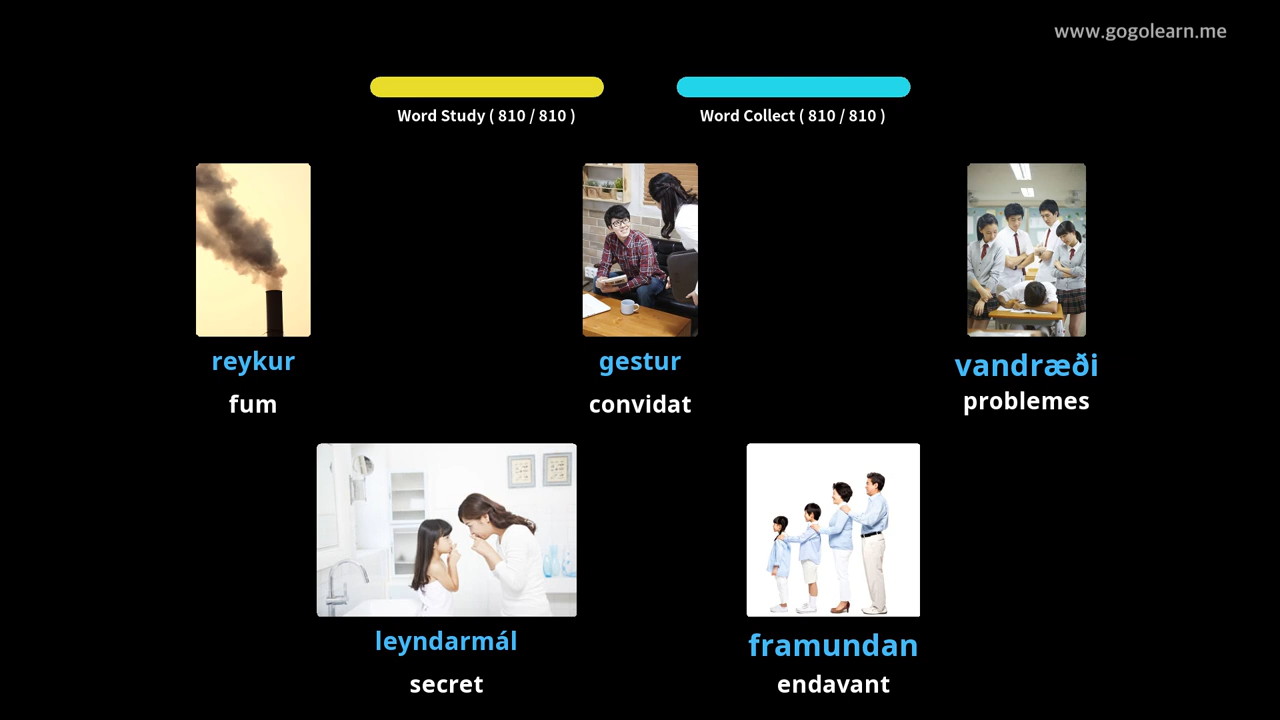 www.gogolearn.me
Word Study ( 810 / 810 )
Word Collect ( 810 / 810 )
reykur
gestur
vandræði
fum
convidat
problemes
leyndarmál
framundan
secret
endavant